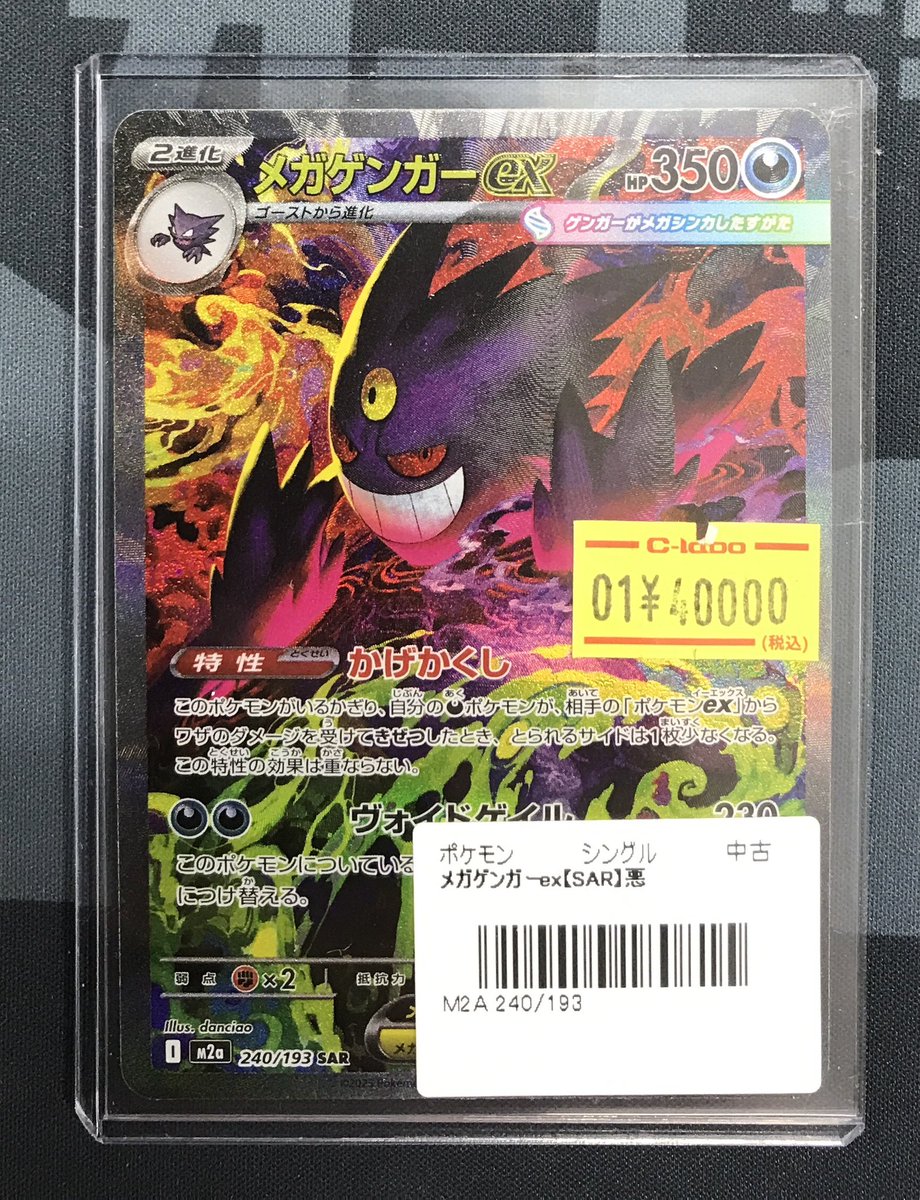 2進化
メガゲンガーex HP350
ゴーストから進化
ゲンガーがメガシンカしたすがた
C-labo
01¥40000
(税込)
特性 とくせい かげかくし
このポケモンがいるかぎり、自分のポケモンが、相手の「ポケモンex」から
ワザのダメージを受けてきぜつしたとき、とられるサイドは1枚少なくなる。
この特性の効果は重ならない。
ヴォイドゲイル 230
このポケモンについている
につけ替える。
ポケモン シングル 中古
メガゲンガーex【SAR】悪
M2A 240/193
弱点 ×2 抵抗力
Illus. danciao
I m2a 240/193 SAR
©2025 Pokém